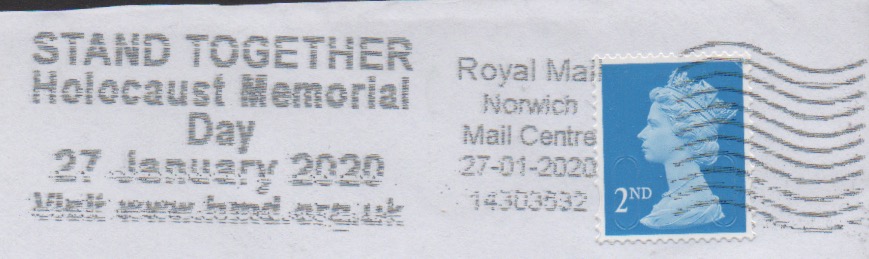 STAND TOGETHER
Holocaust Memorial
Day
27 January 2020
Visit www.hmd.org.uk
Royal Mail
Norwich
Mail Centre
27-01-2020
14303532
2ND